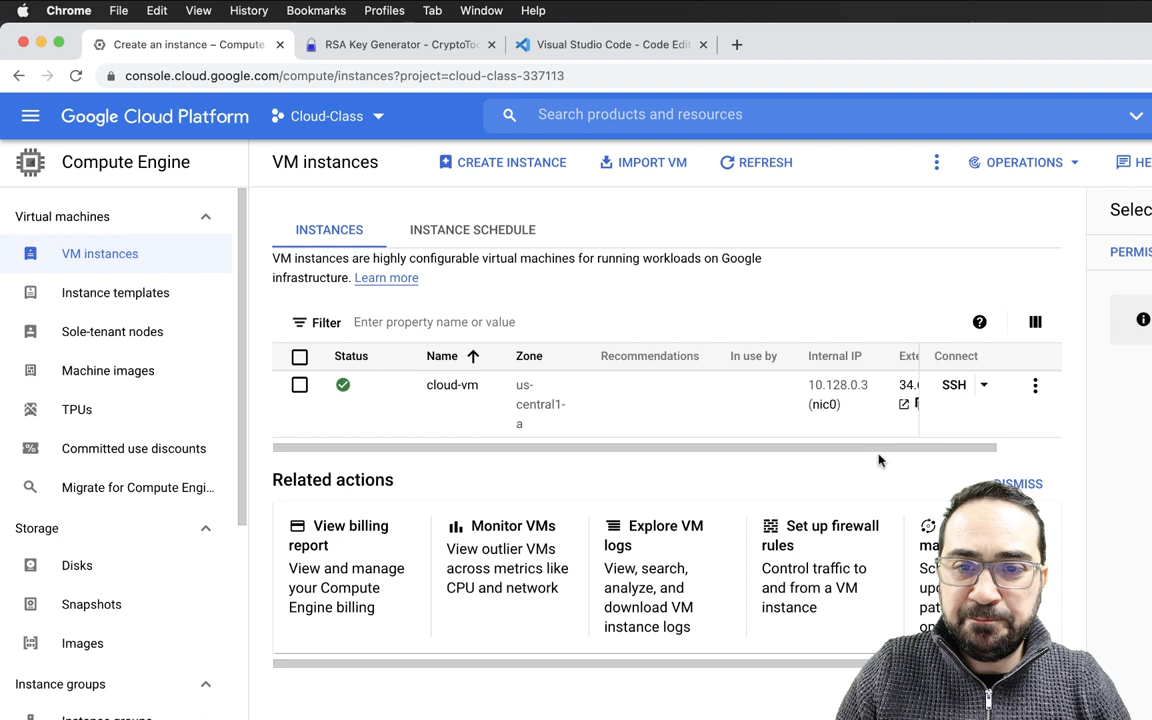 Chrome File Edit View History Bookmarks Profiles Tab Window Help
Create an instance – Compute
RSA Key Generator - CryptoToo
Visual Studio Code - Code Edit
console.cloud.google.com/compute/instances?project=cloud-class-337113
Google Cloud Platform
Cloud-Class
Search products and resources
Compute Engine
VM instances
CREATE INSTANCE
IMPORT VM
REFRESH
OPERATIONS
HE
Virtual machines
VM instances
Instance templates
Sole-tenant nodes
Machine images
TPUs
Committed use discounts
Migrate for Compute Engi...
Storage
Disks
Snapshots
Images
Instance groups
INSTANCES
INSTANCE SCHEDULE
VM instances are highly configurable virtual machines for running workloads on Google
infrastructure. Learn more
Filter Enter property name or value
Status Name Zone Recommendations In use by Internal IP Exte Connect
cloud-vm
us-
central1-
a
10.128.0.3
(nic0)
34.
SSH
Related actions
DISMISS
View billing
report
View and manage
your Compute
Engine billing
Monitor VMs
View outlier VMs
across metrics like
CPU and network
Explore VM
logs
View, search,
analyze, and
download VM
instance logs
Set up firewall
rules
Control traffic to
and from a VM
instance
Selec
PERMIS